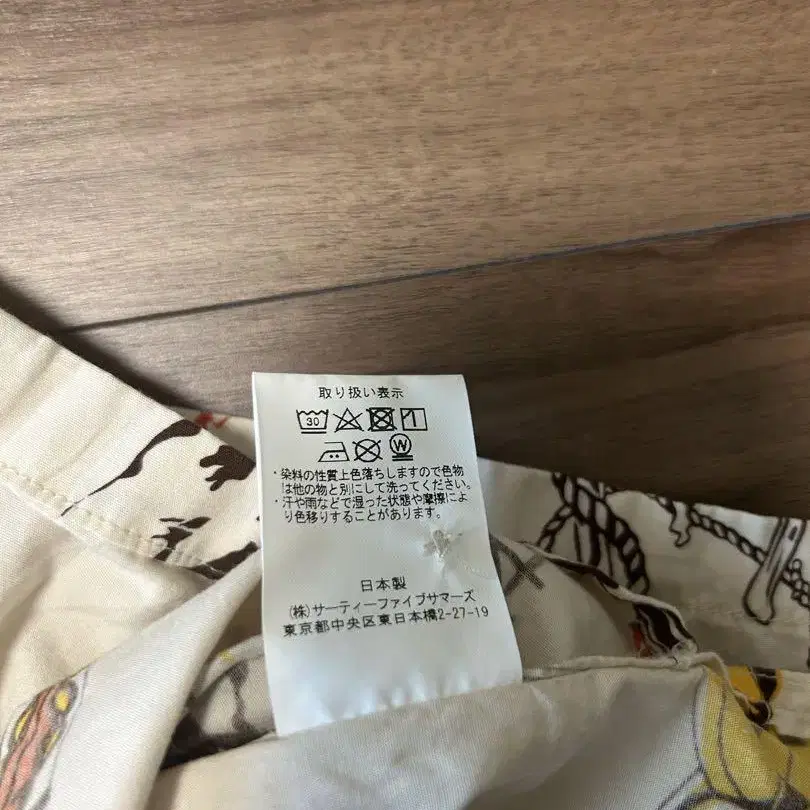 取り扱い表示
30
W
・染料の性質上色落ちしますので色物
は他の物と別にして洗ってください。
・汗や雨などで湿った状態や摩擦によ
り色移りすることがあります。
日本製
(株)サーティーファイブサマーズ
東京都中央区東日本橋2-27-19